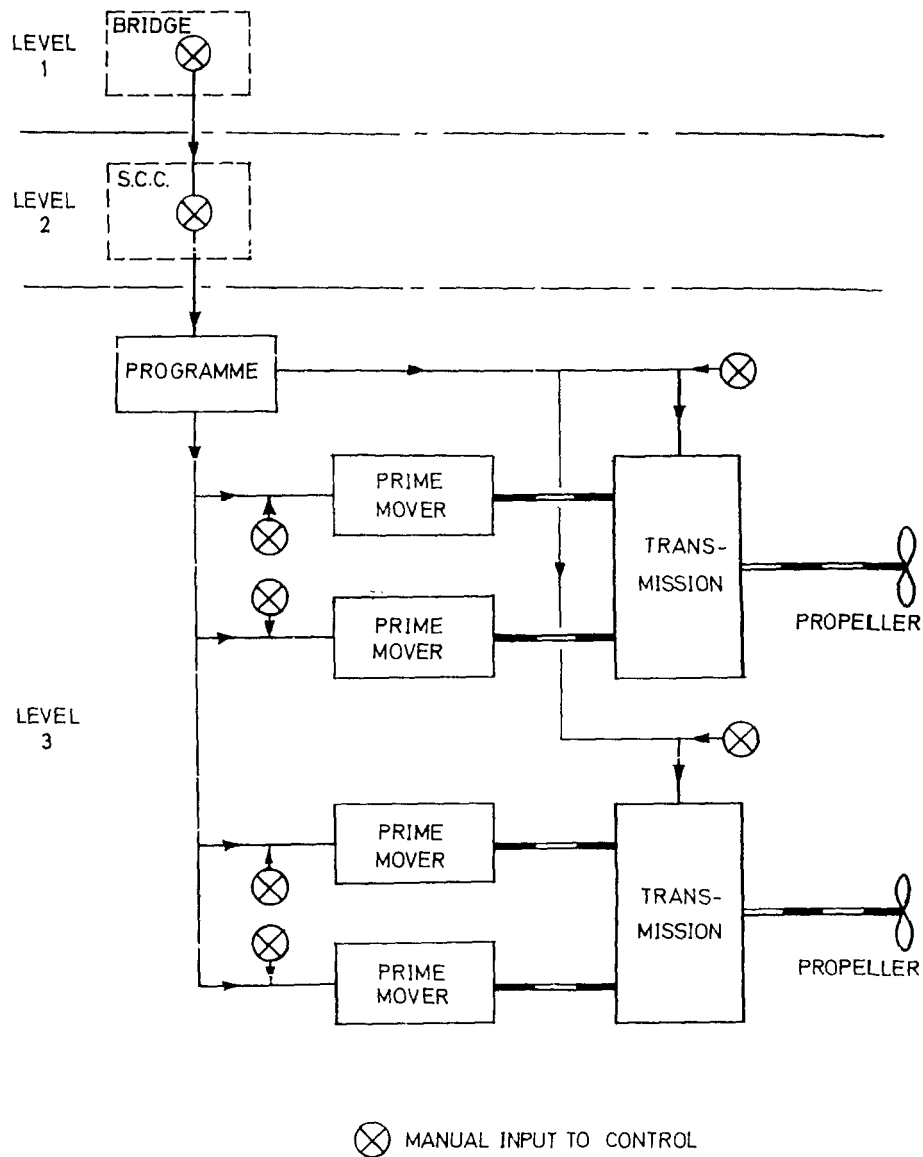 BRIDGE
LEVEL
1
S.C.C.
LEVEL
2
PROGRAMME
PRIME
MOVER
TRANS-
MISSION
PROPELLER
PRIME
MOVER
LEVEL
3
PRIME
MOVER
TRANS-
MISSION
PROPELLER
PRIME
MOVER
MANUAL INPUT TO CONTROL